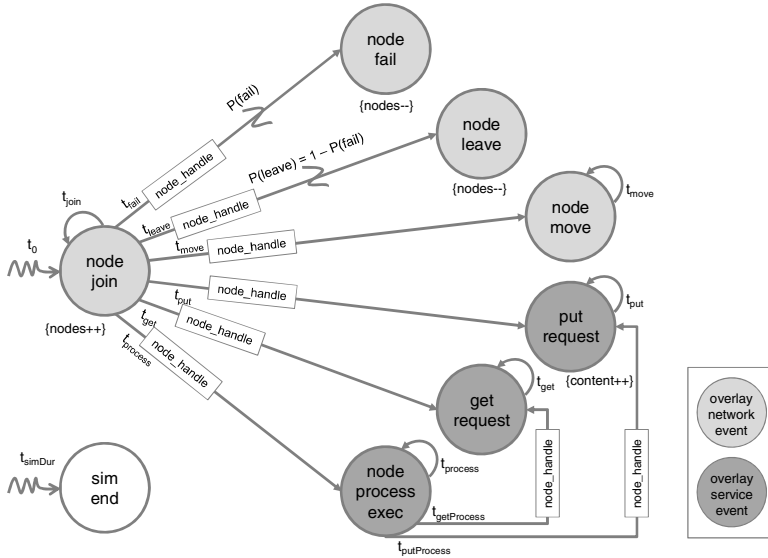 node
fail
{nodes--}
P(fail)
node_handle
t_fail
node
leave
{nodes--}
P(leave) = 1 – P(fail)
node_handle
t_leave
node
move
t_move
t_move
node_handle
t_join
t_0
node
join
{nodes++}
node_handle
t_put
put
request
t_put
{content++}
t_get
node_handle
get
request
t_get
t_process
node_handle
node
process
exec
t_process
t_getProcess
node_handle
t_putProcess
node_handle
t_simDur
sim
end
overlay
network
event
overlay
service
event